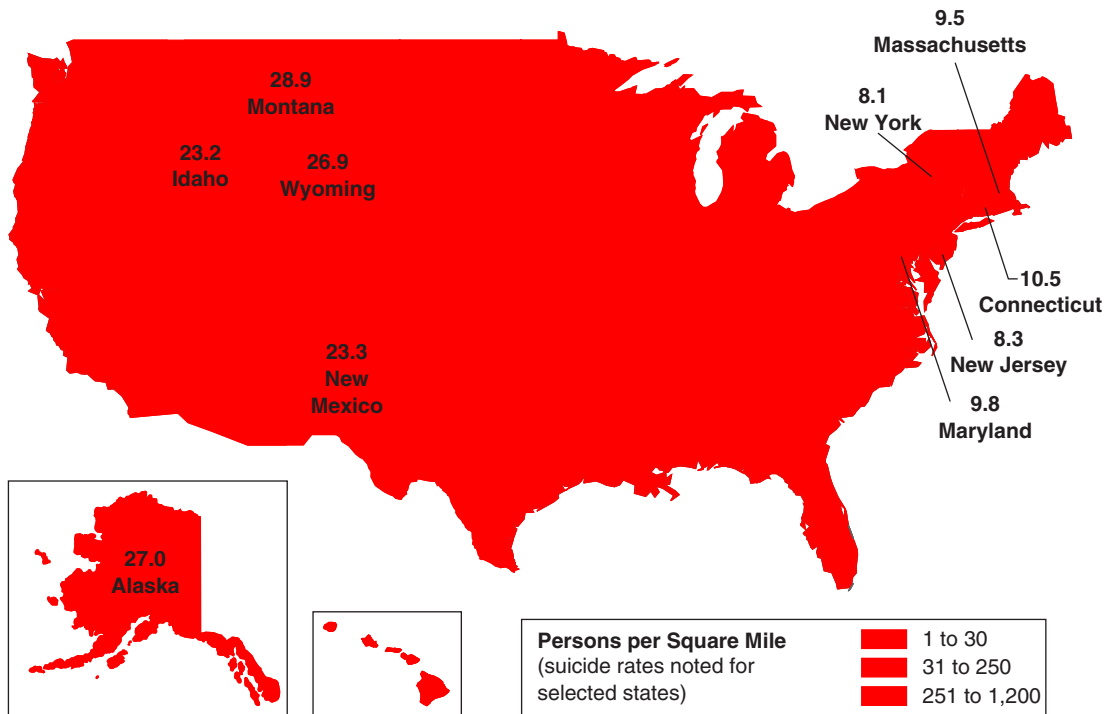 9.5
Massachusetts
8.1
New York
28.9
Montana
23.2
Idaho
26.9
Wyoming
10.5
Connecticut
8.3
New Jersey
9.8
Maryland
23.3
New
Mexico
27.0
Alaska
Persons per Square Mile
(suicide rates noted for
selected states)
1 to 30
31 to 250
251 to 1,200